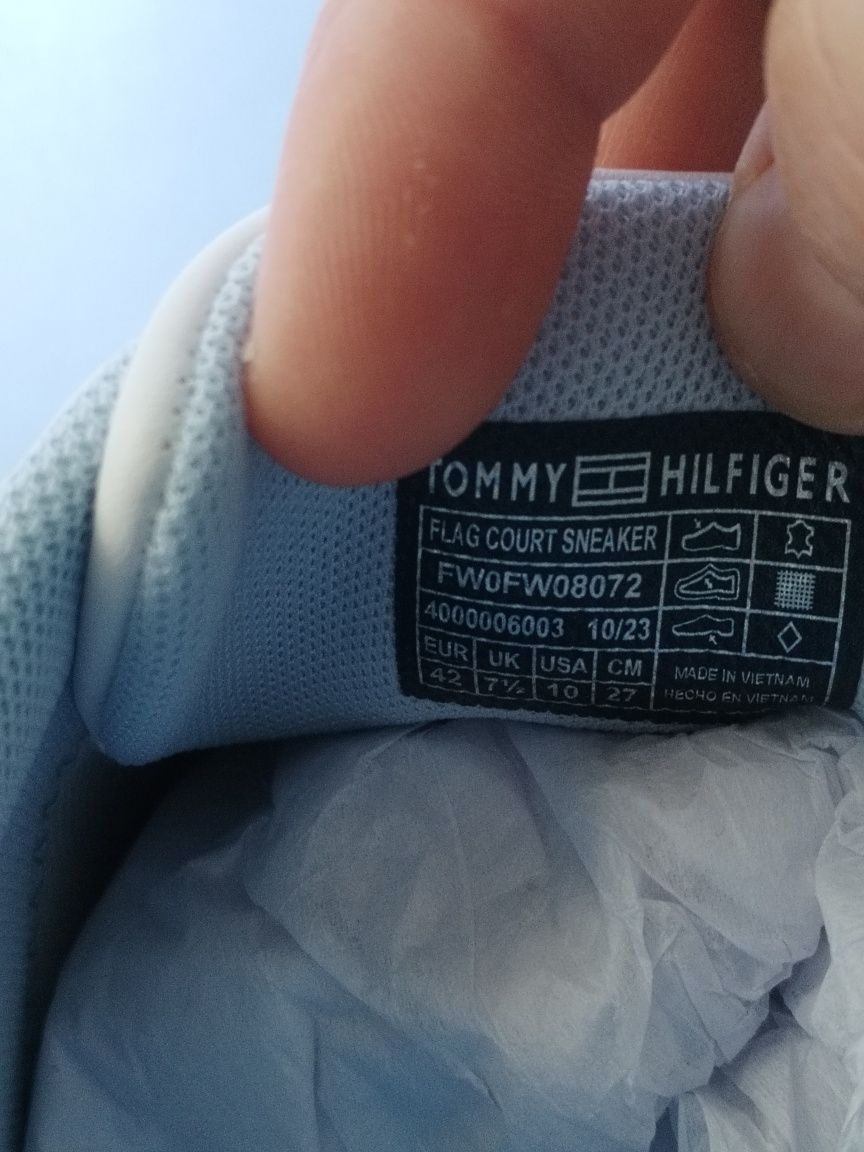 TOMMY HILFIGER
FLAG COURT SNEAKER
FW0FW08072
4000006003 10/23
EUR UK USA CM
42 7½ 10 27
MADE IN VIETNAM
HECHO EN VIETNAM